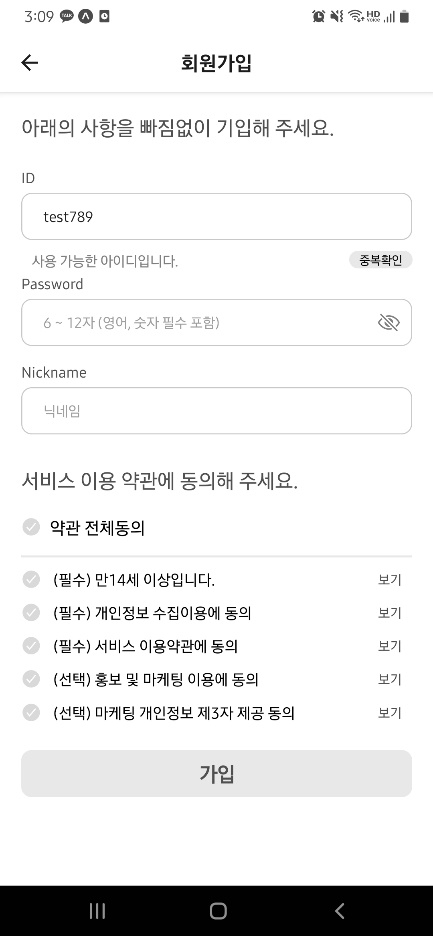 3:09
TALK
HD
voice
회원가입
아래의 사항을 빠짐없이 기입해 주세요.
ID
test789
사용 가능한 아이디입니다. 중복확인
Password
6 ~ 12자 (영어, 숫자 필수 포함)
Nickname
닉네임
서비스 이용 약관에 동의해 주세요.
약관 전체동의
(필수) 만14세 이상입니다. 보기
(필수) 개인정보 수집이용에 동의 보기
(필수) 서비스 이용약관에 동의 보기
(선택) 홍보 및 마케팅 이용에 동의 보기
(선택) 마케팅 개인정보 제3자 제공 동의 보기
가입